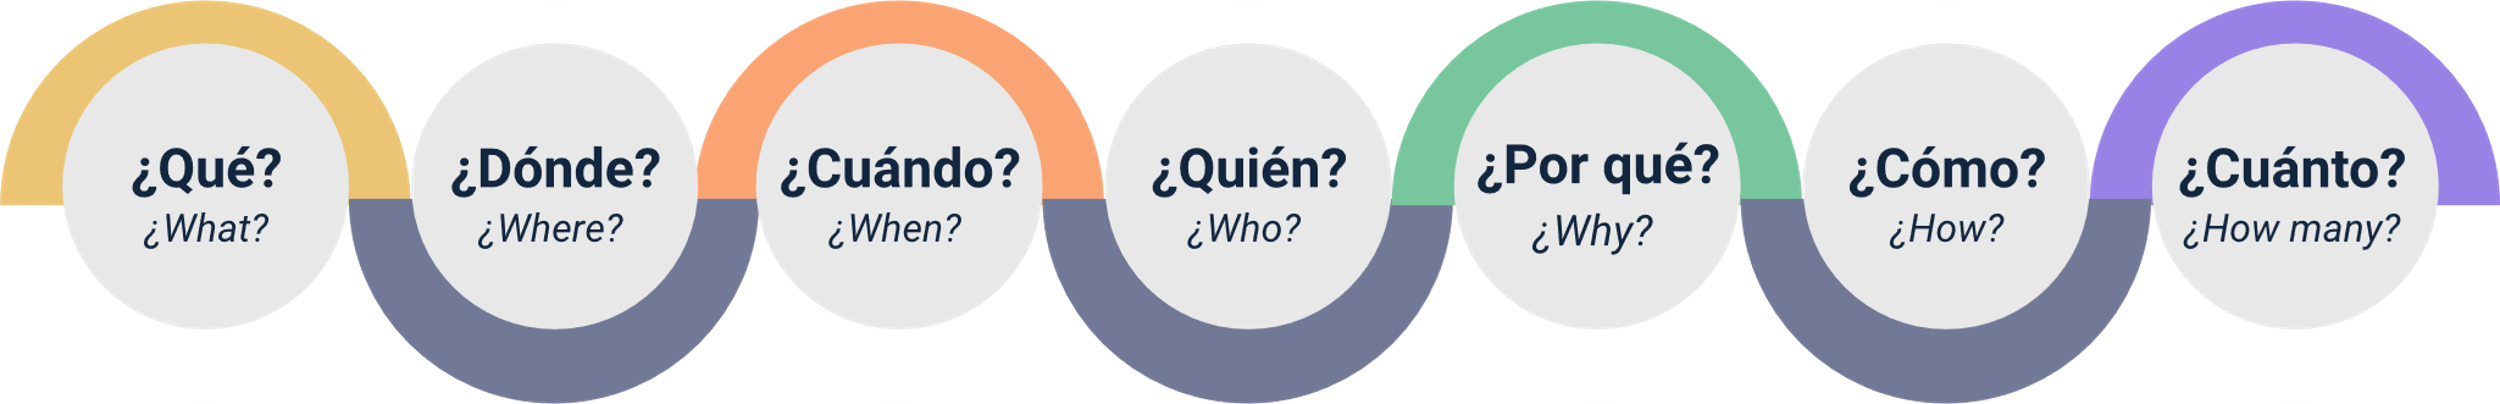 ¿Qué?
¿What?
¿Dónde?
¿Where?
¿Cuándo?
¿When?
¿Quién?
¿Who?
¿Por qué?
¿Why?
¿Cómo?
¿How?
¿Cuánto?
¿How many?